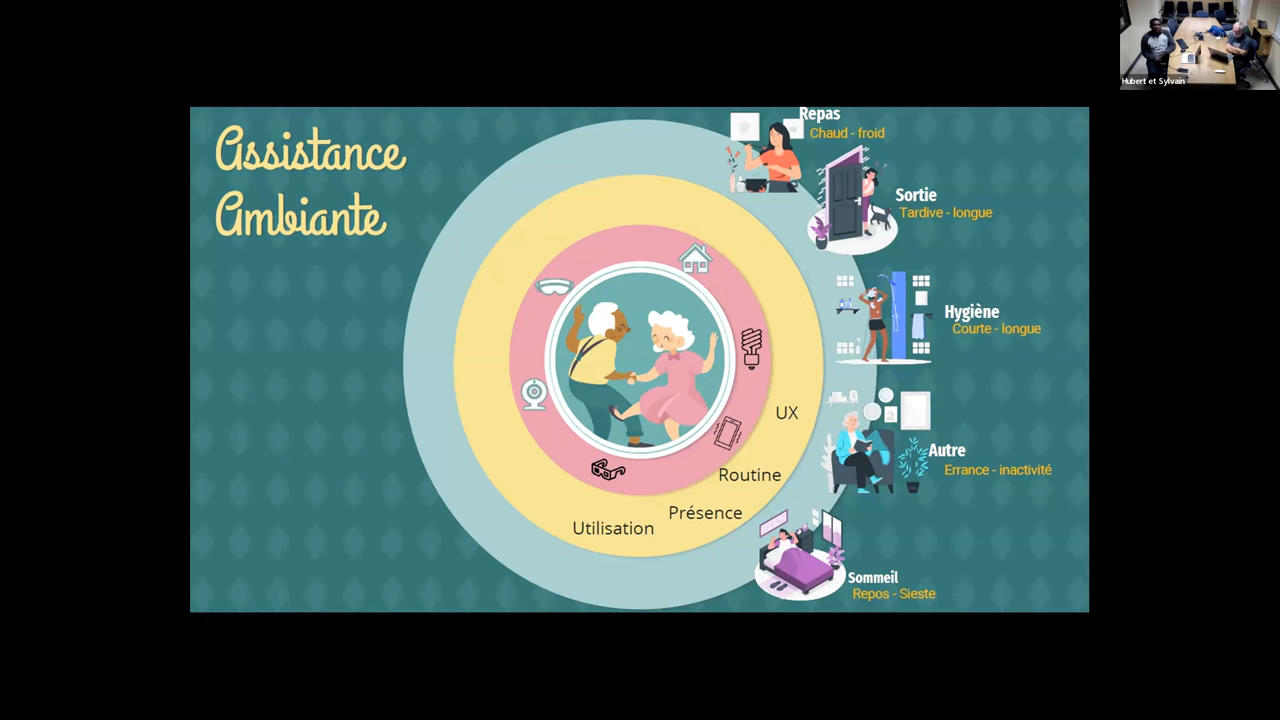 Hubert et Sylvain
Assistance
Ambiante
Repas
Chaud - froid
Sortie
Tardive - longue
Hygiène
Courte - longue
UX
Autre
Errance - inactivité
Routine
Présence
Utilisation
Sommeil
Repos - Sieste